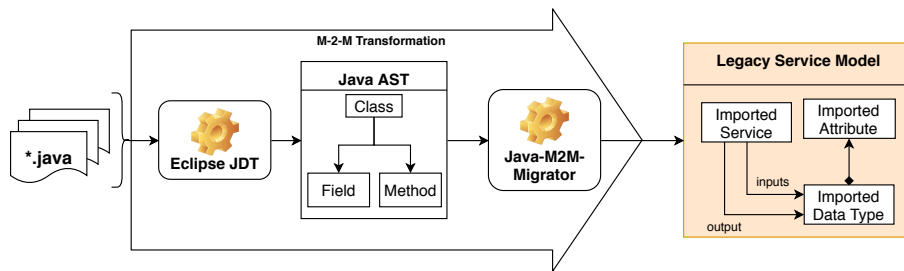 M-2-M Transformation
*.java
Eclipse JDT
Java AST
Class
Field
Method
Java-M2M-
Migrator
Legacy Service Model
Imported
Service
Imported
Attribute
inputs
Imported
Data Type
output